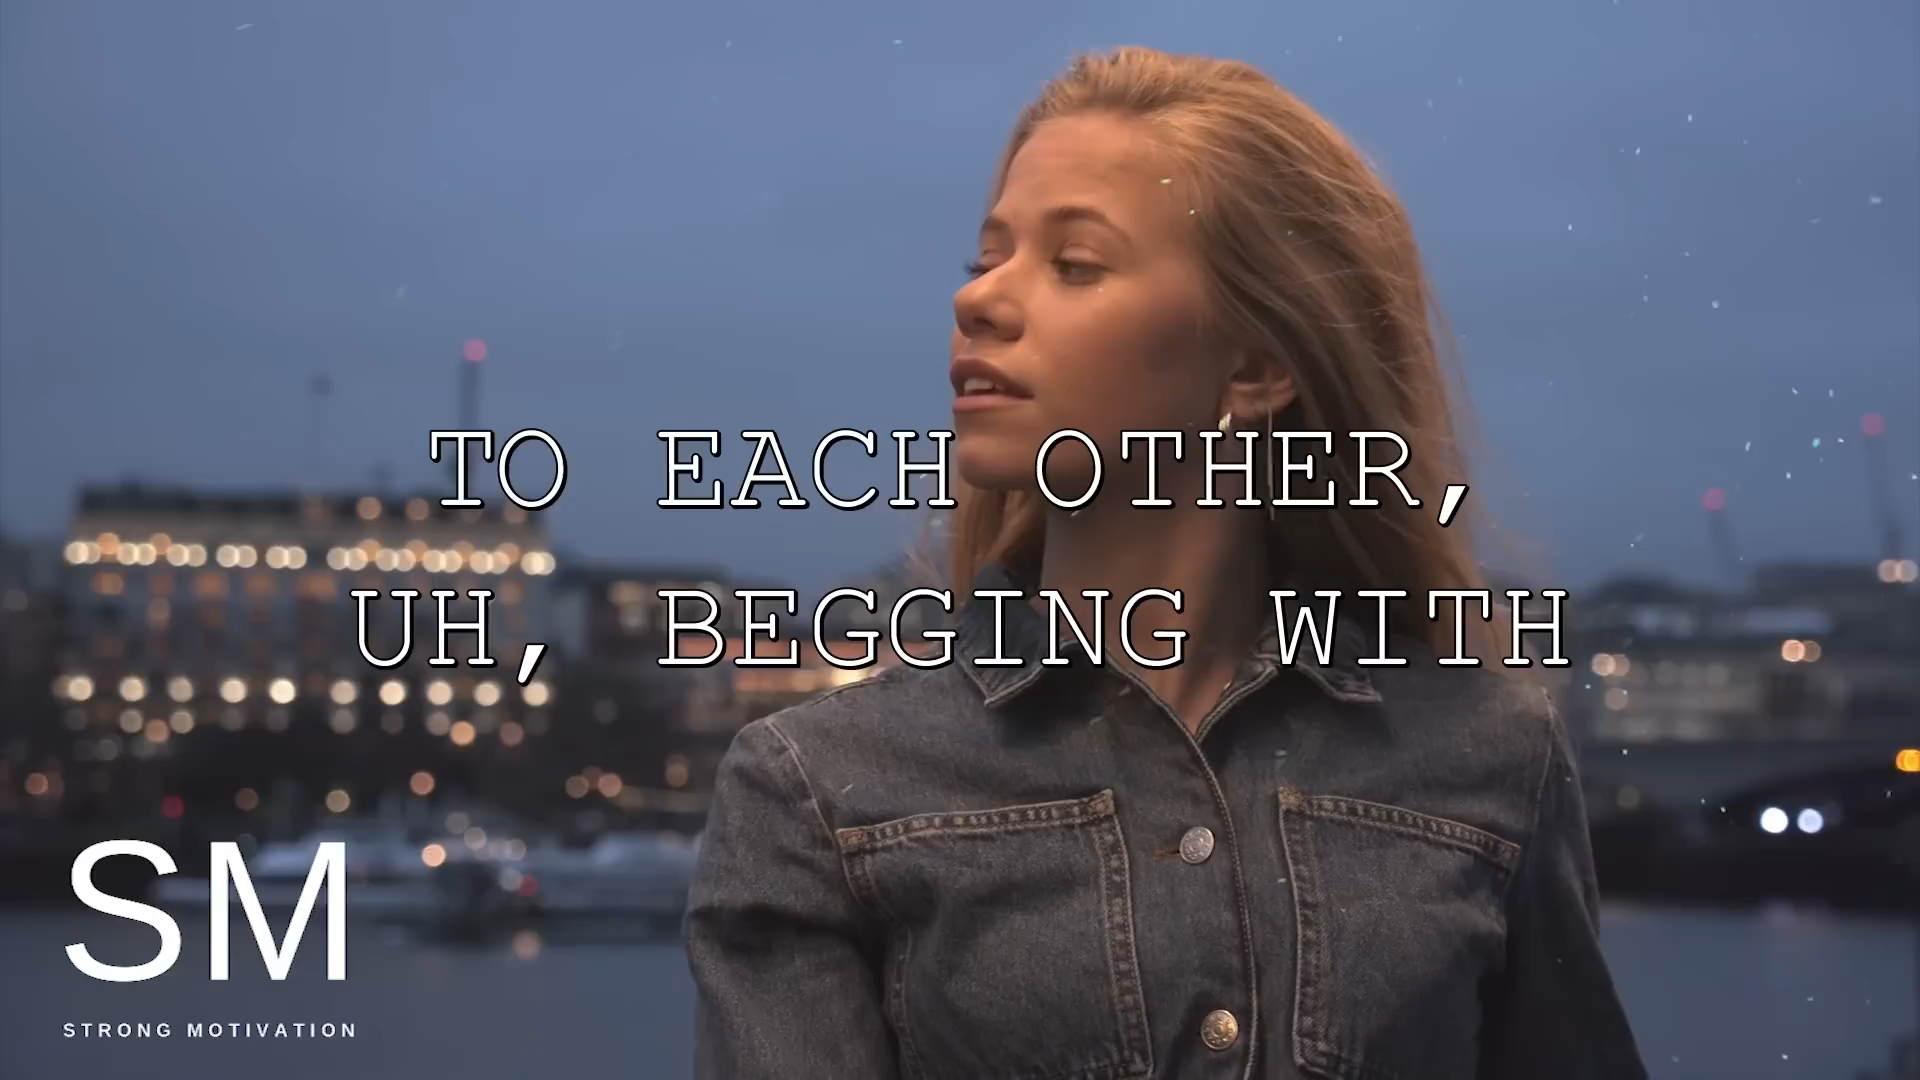 TO EACH OTHER,
UH, BEGGING WITH
SM
STRONG MOTIVATION